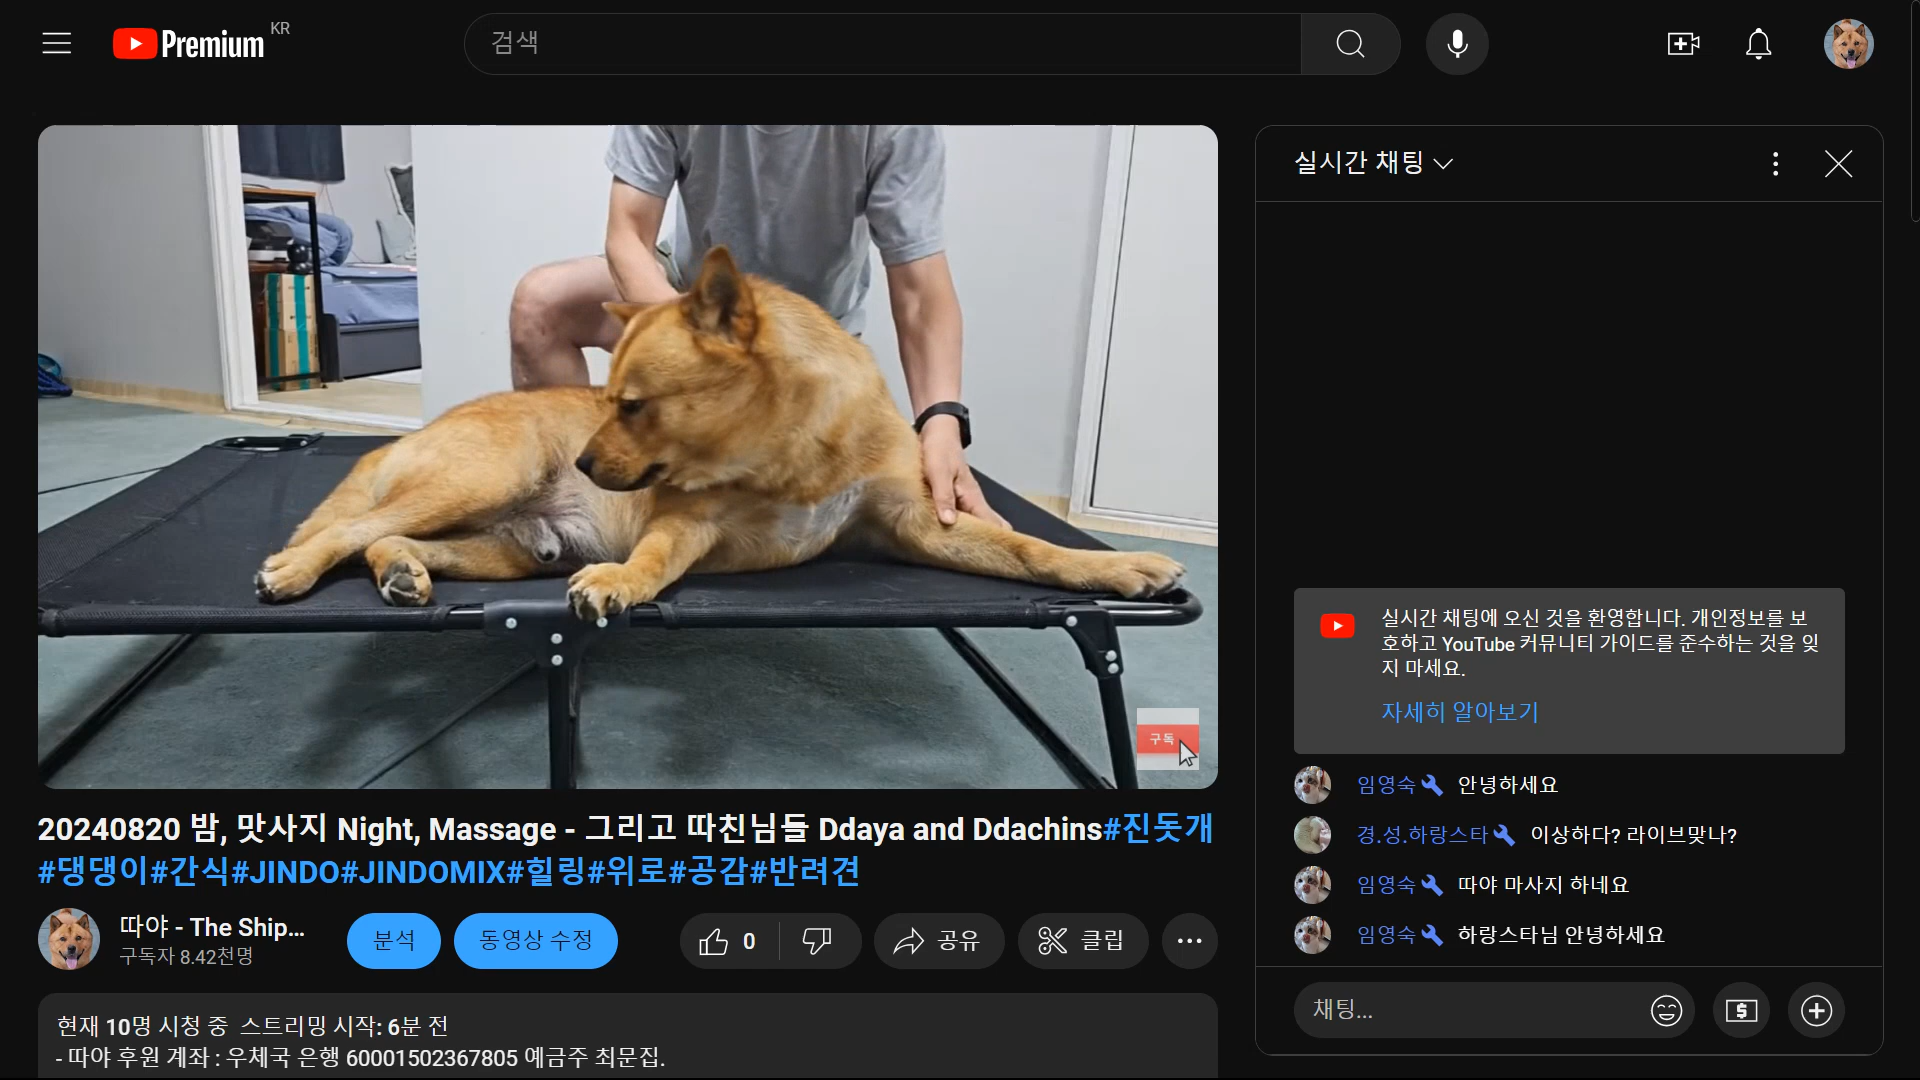 Premium KR
검색
실시간 채팅
구독
20240820 밤, 맛사지 Night, Massage - 그리고 따친님들 Ddaya and Ddachins#진돗개
#댕댕이#간식#JINDO#JINDOMIX#힐링#위로#공감#반려견
따야 - The Ship...
구독자 8.42천명
분석
동영상 수정
0
공유
클립
현재 10명 시청 중 스트리밍 시작: 6분 전
- 따야 후원 계좌 : 우체국 은행 60001502367805 예금주 최문집.
실시간 채팅에 오신 것을 환영합니다. 개인정보를 보
호하고 YouTube 커뮤니티 가이드를 준수하는 것을 잊
지 마세요.
자세히 알아보기
임영숙 안녕하세요
경.성.하랑스타 이상하다? 라이브맞나?
임영숙 따야 마사지 하네요
임영숙 하랑스타님 안녕하세요
채팅...